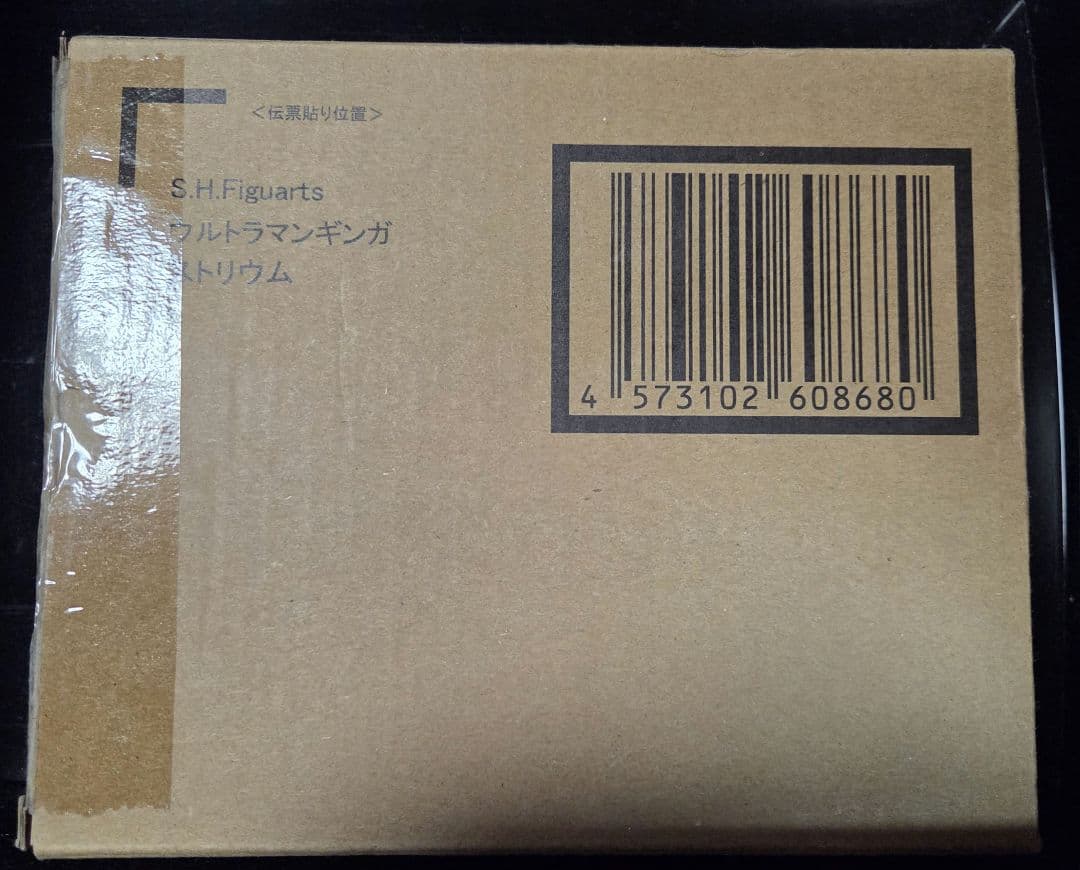 <伝票貼り位置>
S.H.Figuarts
ウルトラマンギンガ
ストリウム
4 573102 608680